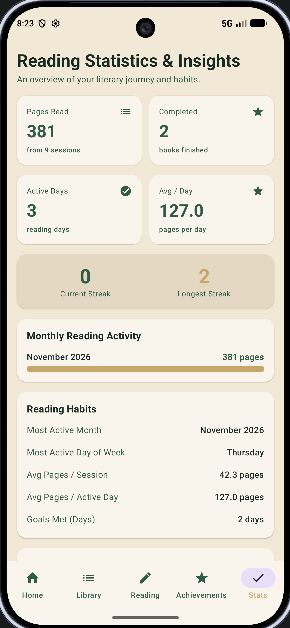 8:23 5G
Reading Statistics & Insights
An overview of your literary journey and habits.
Pages Read
381
from 9 sessions
Completed
2
books finished
Active Days
3
reading days
Avg / Day
127.0
pages per day
0
Current Streak
2
Longest Streak
Monthly Reading Activity
November 2026 381 pages
Reading Habits
Most Active Month November 2026
Most Active Day of Week Thursday
Avg Pages / Session 42.3 pages
Avg Pages / Active Day 127.0 pages
Goals Met (Days) 2 days
Home Library Reading Achievements Stats